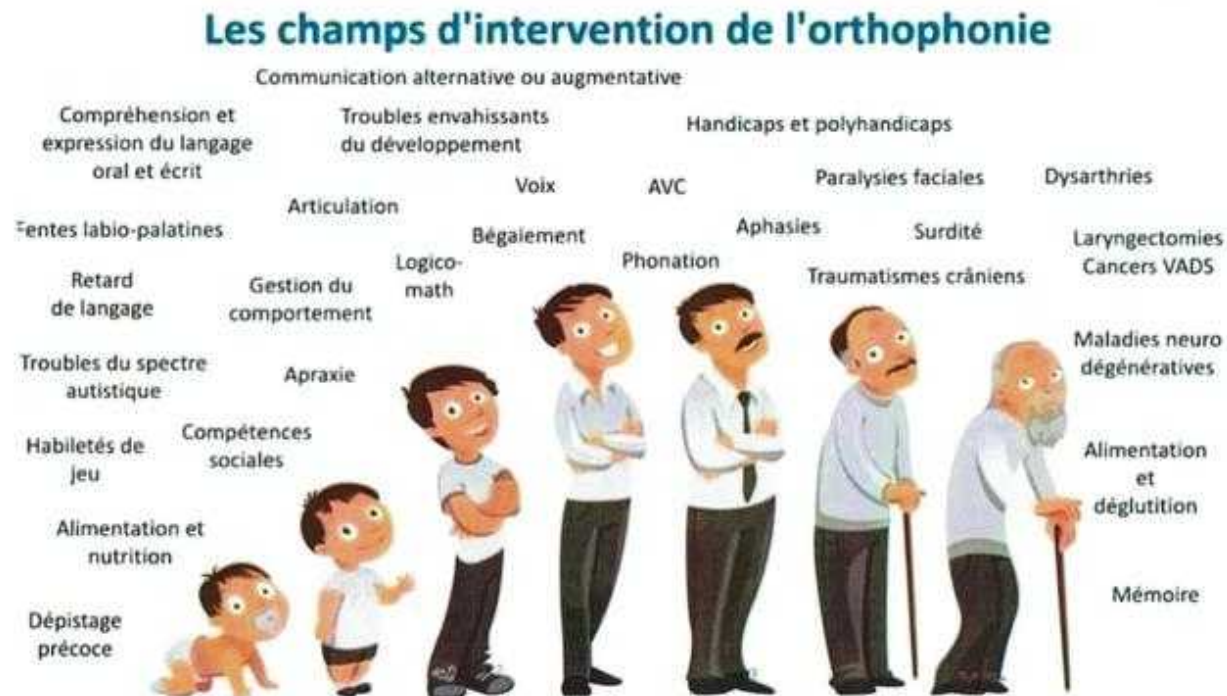 Les champs d'intervention de l'orthophonie
Communication alternative ou augmentative
Compréhension et
expression du langage
oral et écrit
Troubles envahissants
du développement
Handicaps et polyhandicaps
Voix
AVC
Paralysies faciales
Dysarthries
Articulation
Fentes labio-palatines
Bégaiement
Aphasies
Surdité
Laryngectomies
Cancers VADS
Logico-
math
Phonation
Traumatismes crâniens
Retard
de langage
Gestion du
comportement
Troubles du spectre
autistique
Apraxie
Maladies neuro
dégénératives
Habiletés de
jeu
Compétences
sociales
Alimentation
et
déglutition
Alimentation et
nutrition
Dépistage
précoce
Mémoire